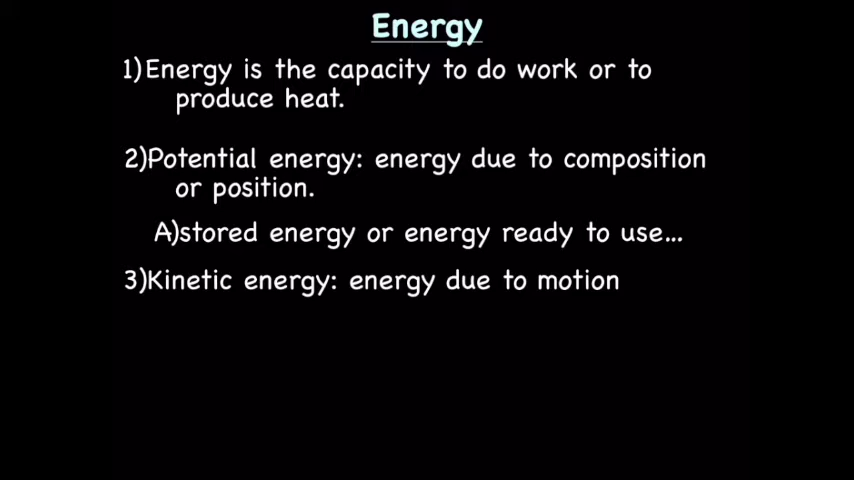 Energy
1)Energy is the capacity to do work or to
produce heat.
2)Potential energy: energy due to composition
or position.
A)stored energy or energy ready to use...
3)Kinetic energy: energy due to motion